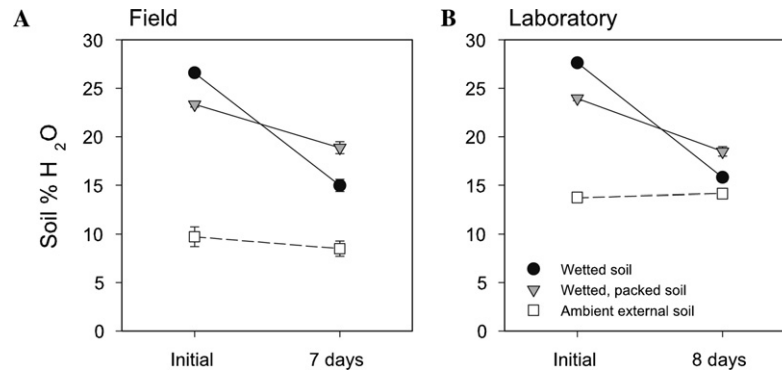 A Field
30
25
20
15
10
5
0
Soil % H2O
Initial 7 days
B Laboratory
30
25
20
15
10
5
0
Wetted soil
Wetted, packed soil
Ambient external soil
Initial 8 days